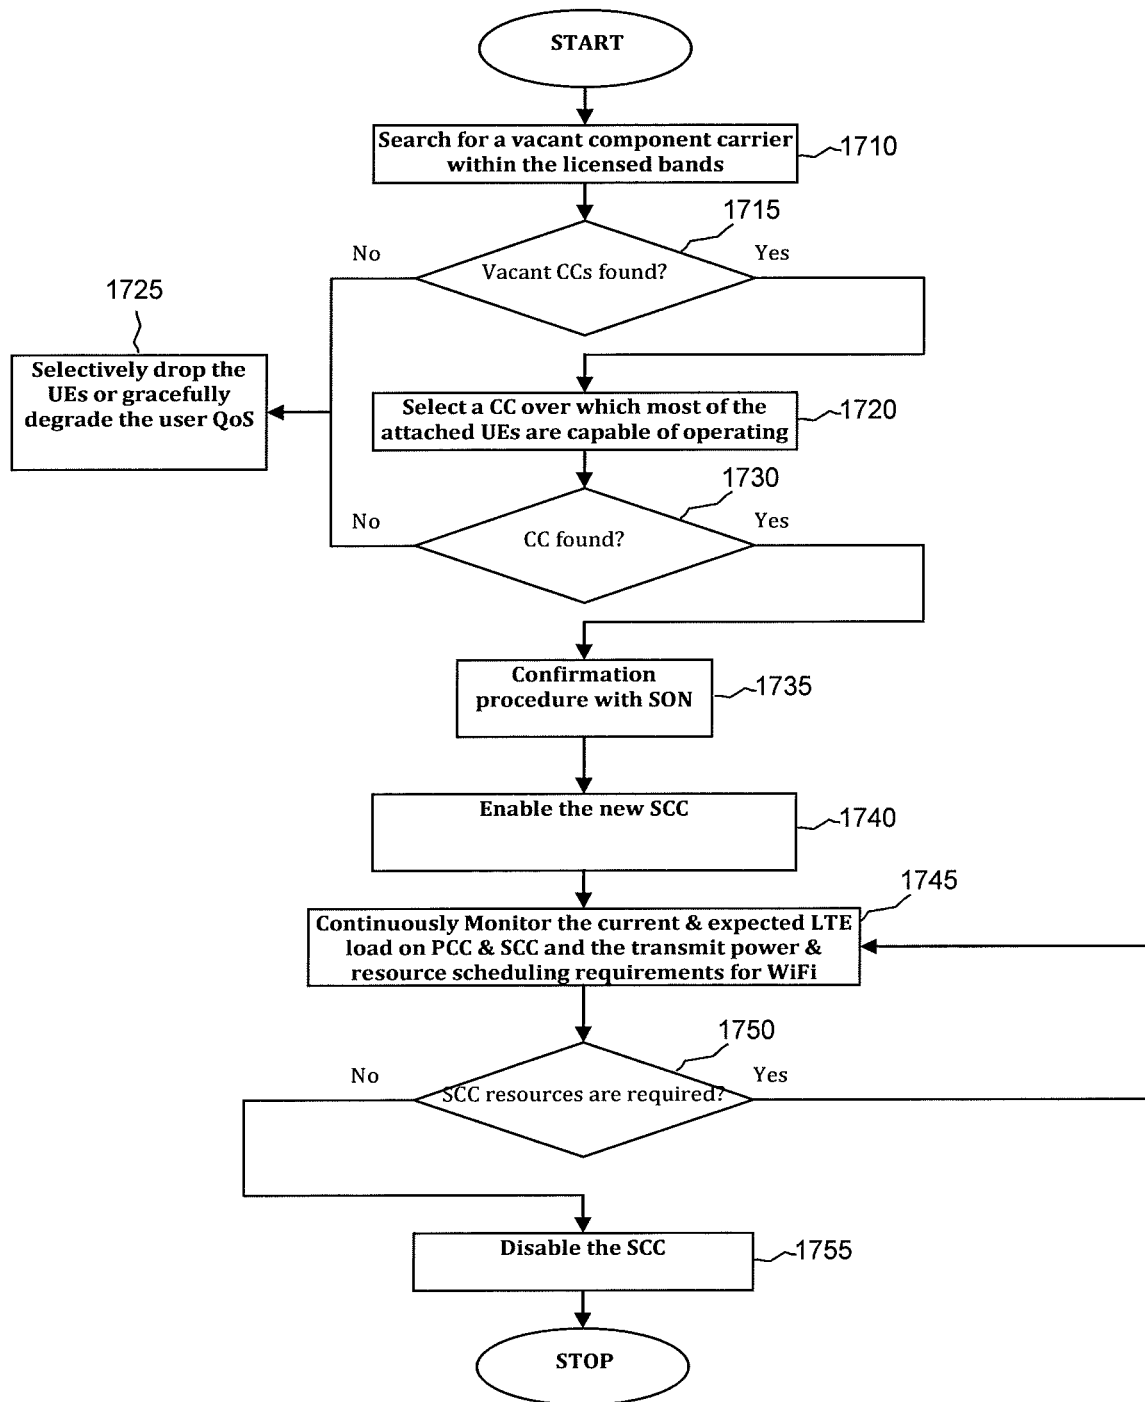 START
Search for a vacant component carrier
within the licensed bands
1710
1715
No
Yes
Vacant CCs found?
1725
Selectively drop the
UEs or gracefully
degrade the user QoS
Select a CC over which most of the
attached UEs are capable of operating
1720
1730
No
Yes
CC found?
Confirmation
procedure with SON
1735
Enable the new SCC
1740
1745
Continuously Monitor the current & expected LTE
load on PCC & SCC and the transmit power &
resource scheduling requirements for WiFi
1750
No
Yes
SCC resources are required?
Disable the SCC
1755
STOP